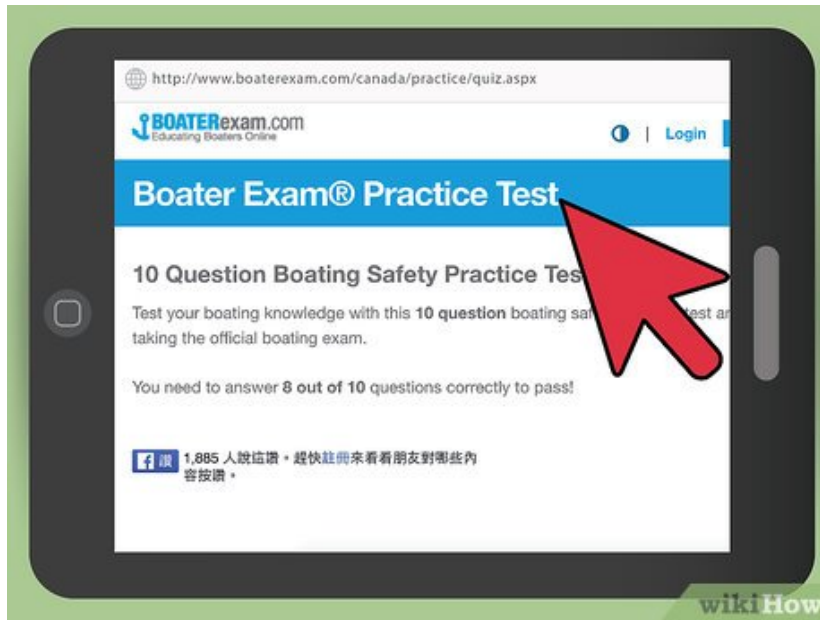 http://www.boaterexam.com/canada/practice/quiz.aspx
BOATERexam.com
Educating Boaters Online
| Login
Boater Exam® Practice Test
10 Question Boating Safety Practice Tes
Test your boating knowledge with this 10 question boating test
taking the official boating exam.
You need to answer 8 out of 10 questions correctly to pass!
讚 1,885 人說這讚。趕快註冊來看看朋友對哪些內
容按讚。
wikiHow